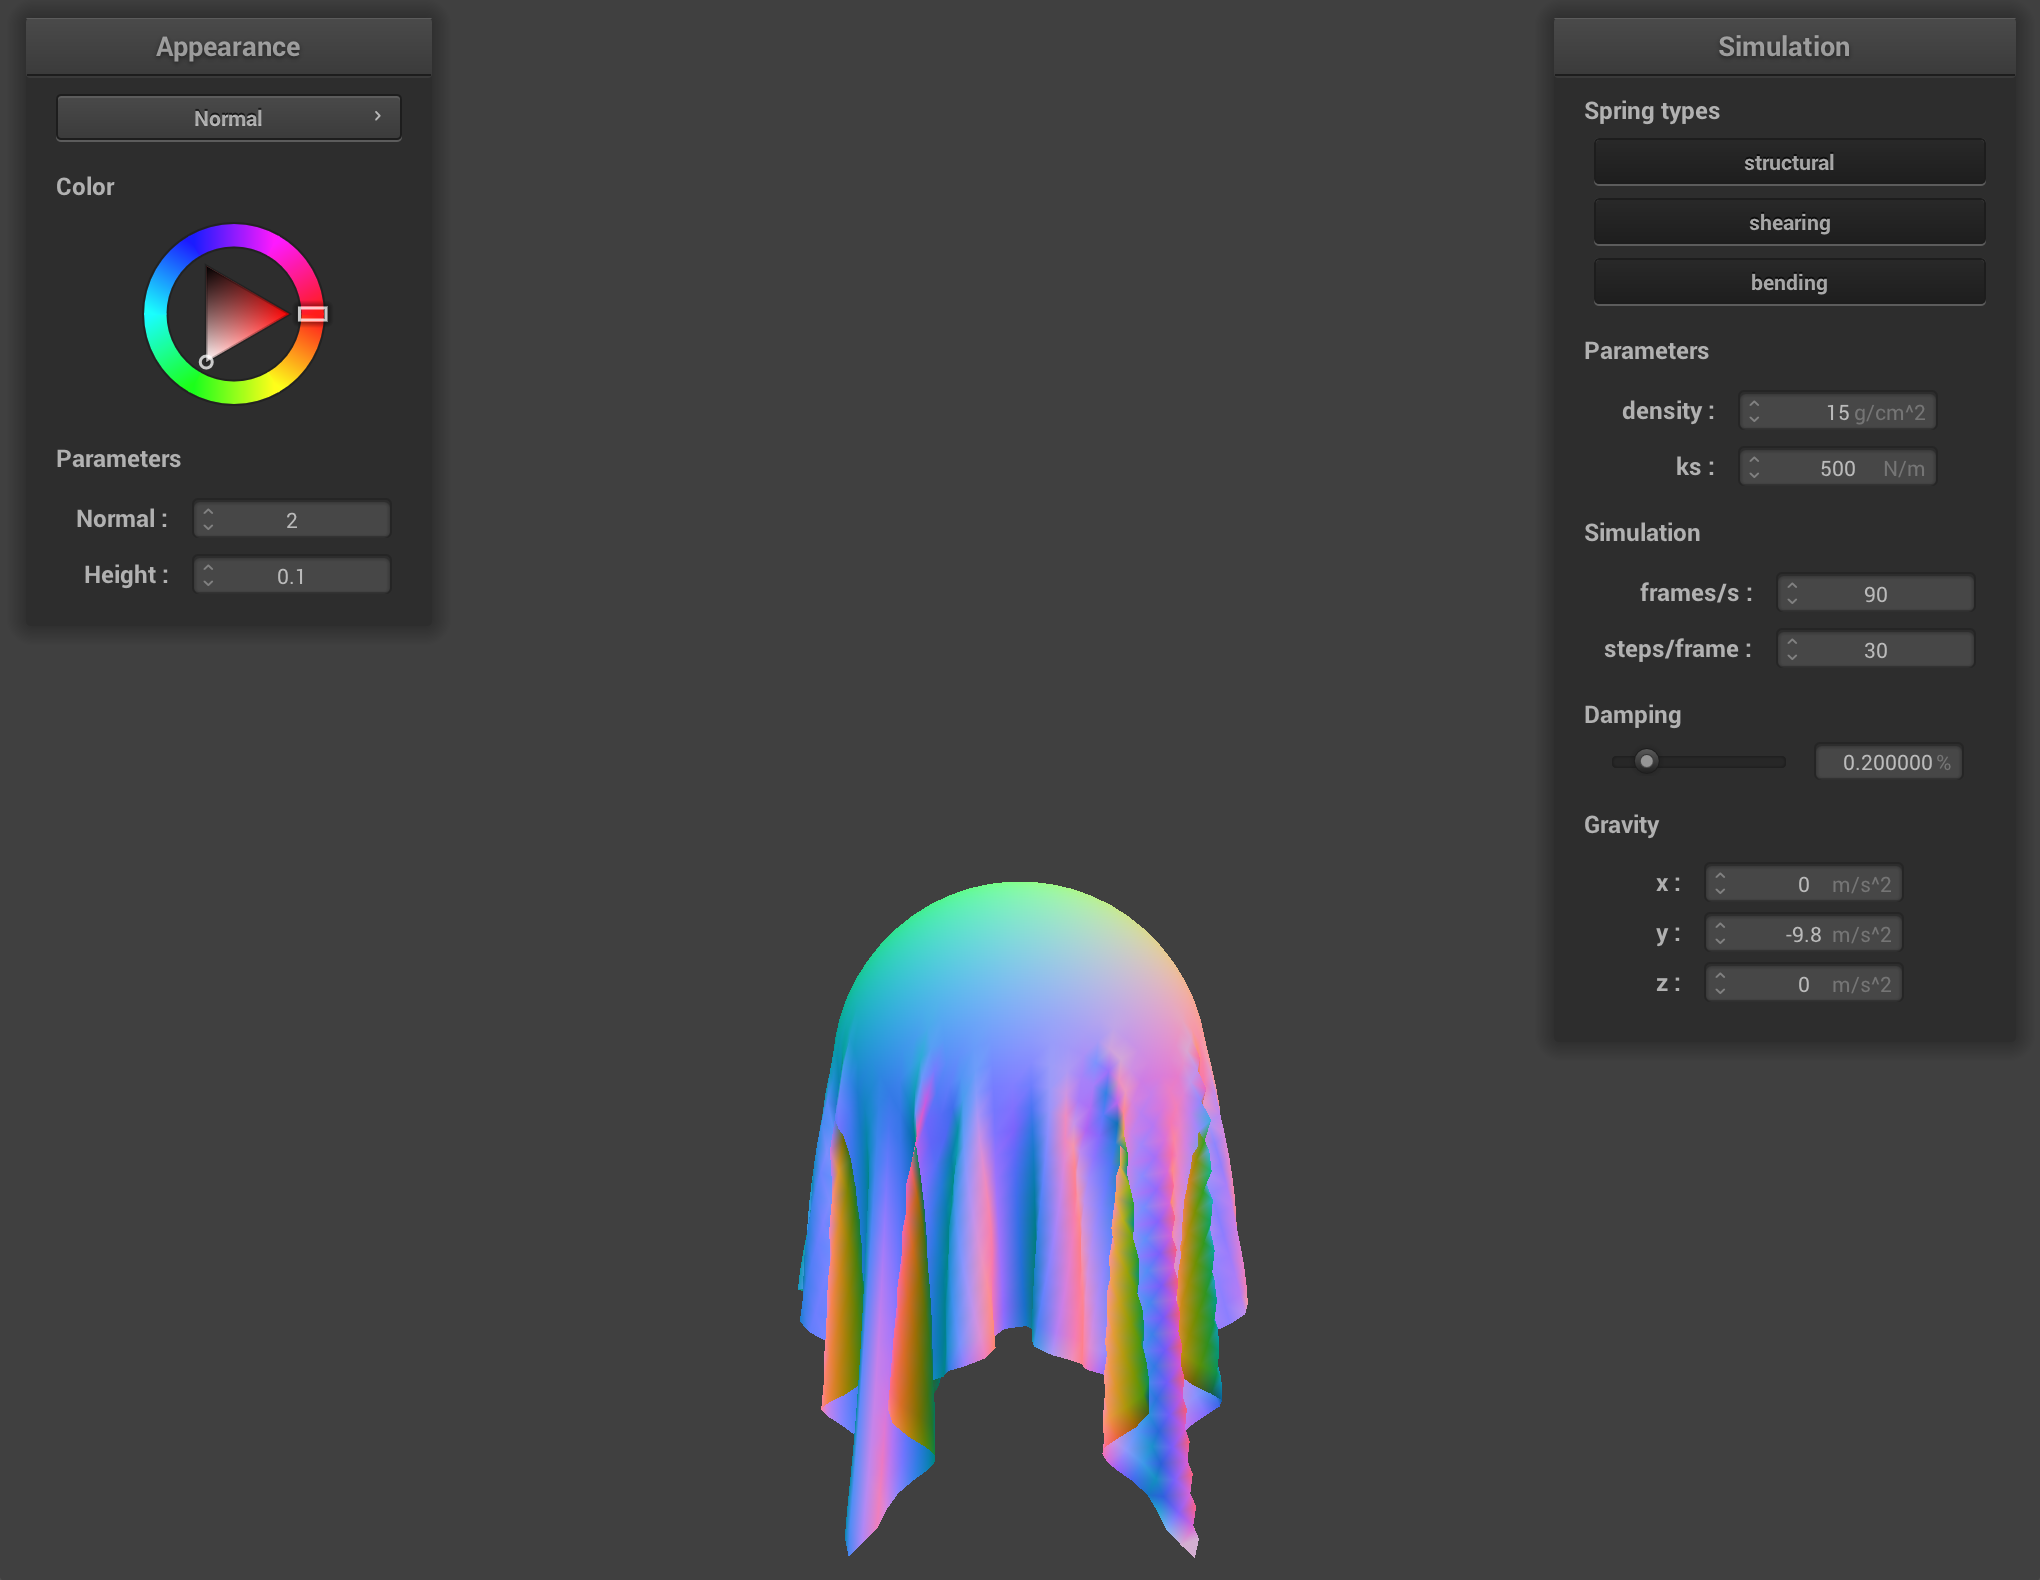 Appearance
Normal
Color
Parameters
Normal : 2
Height : 0.1
Simulation
Spring types
structural
shearing
bending
Parameters
density : 15 g/cm^2
ks : 500 N/m
Simulation
frames/s : 90
steps/frame : 30
Damping
0.200000 %
Gravity
x : 0 m/s^2
y : -9.8 m/s^2
z : 0 m/s^2